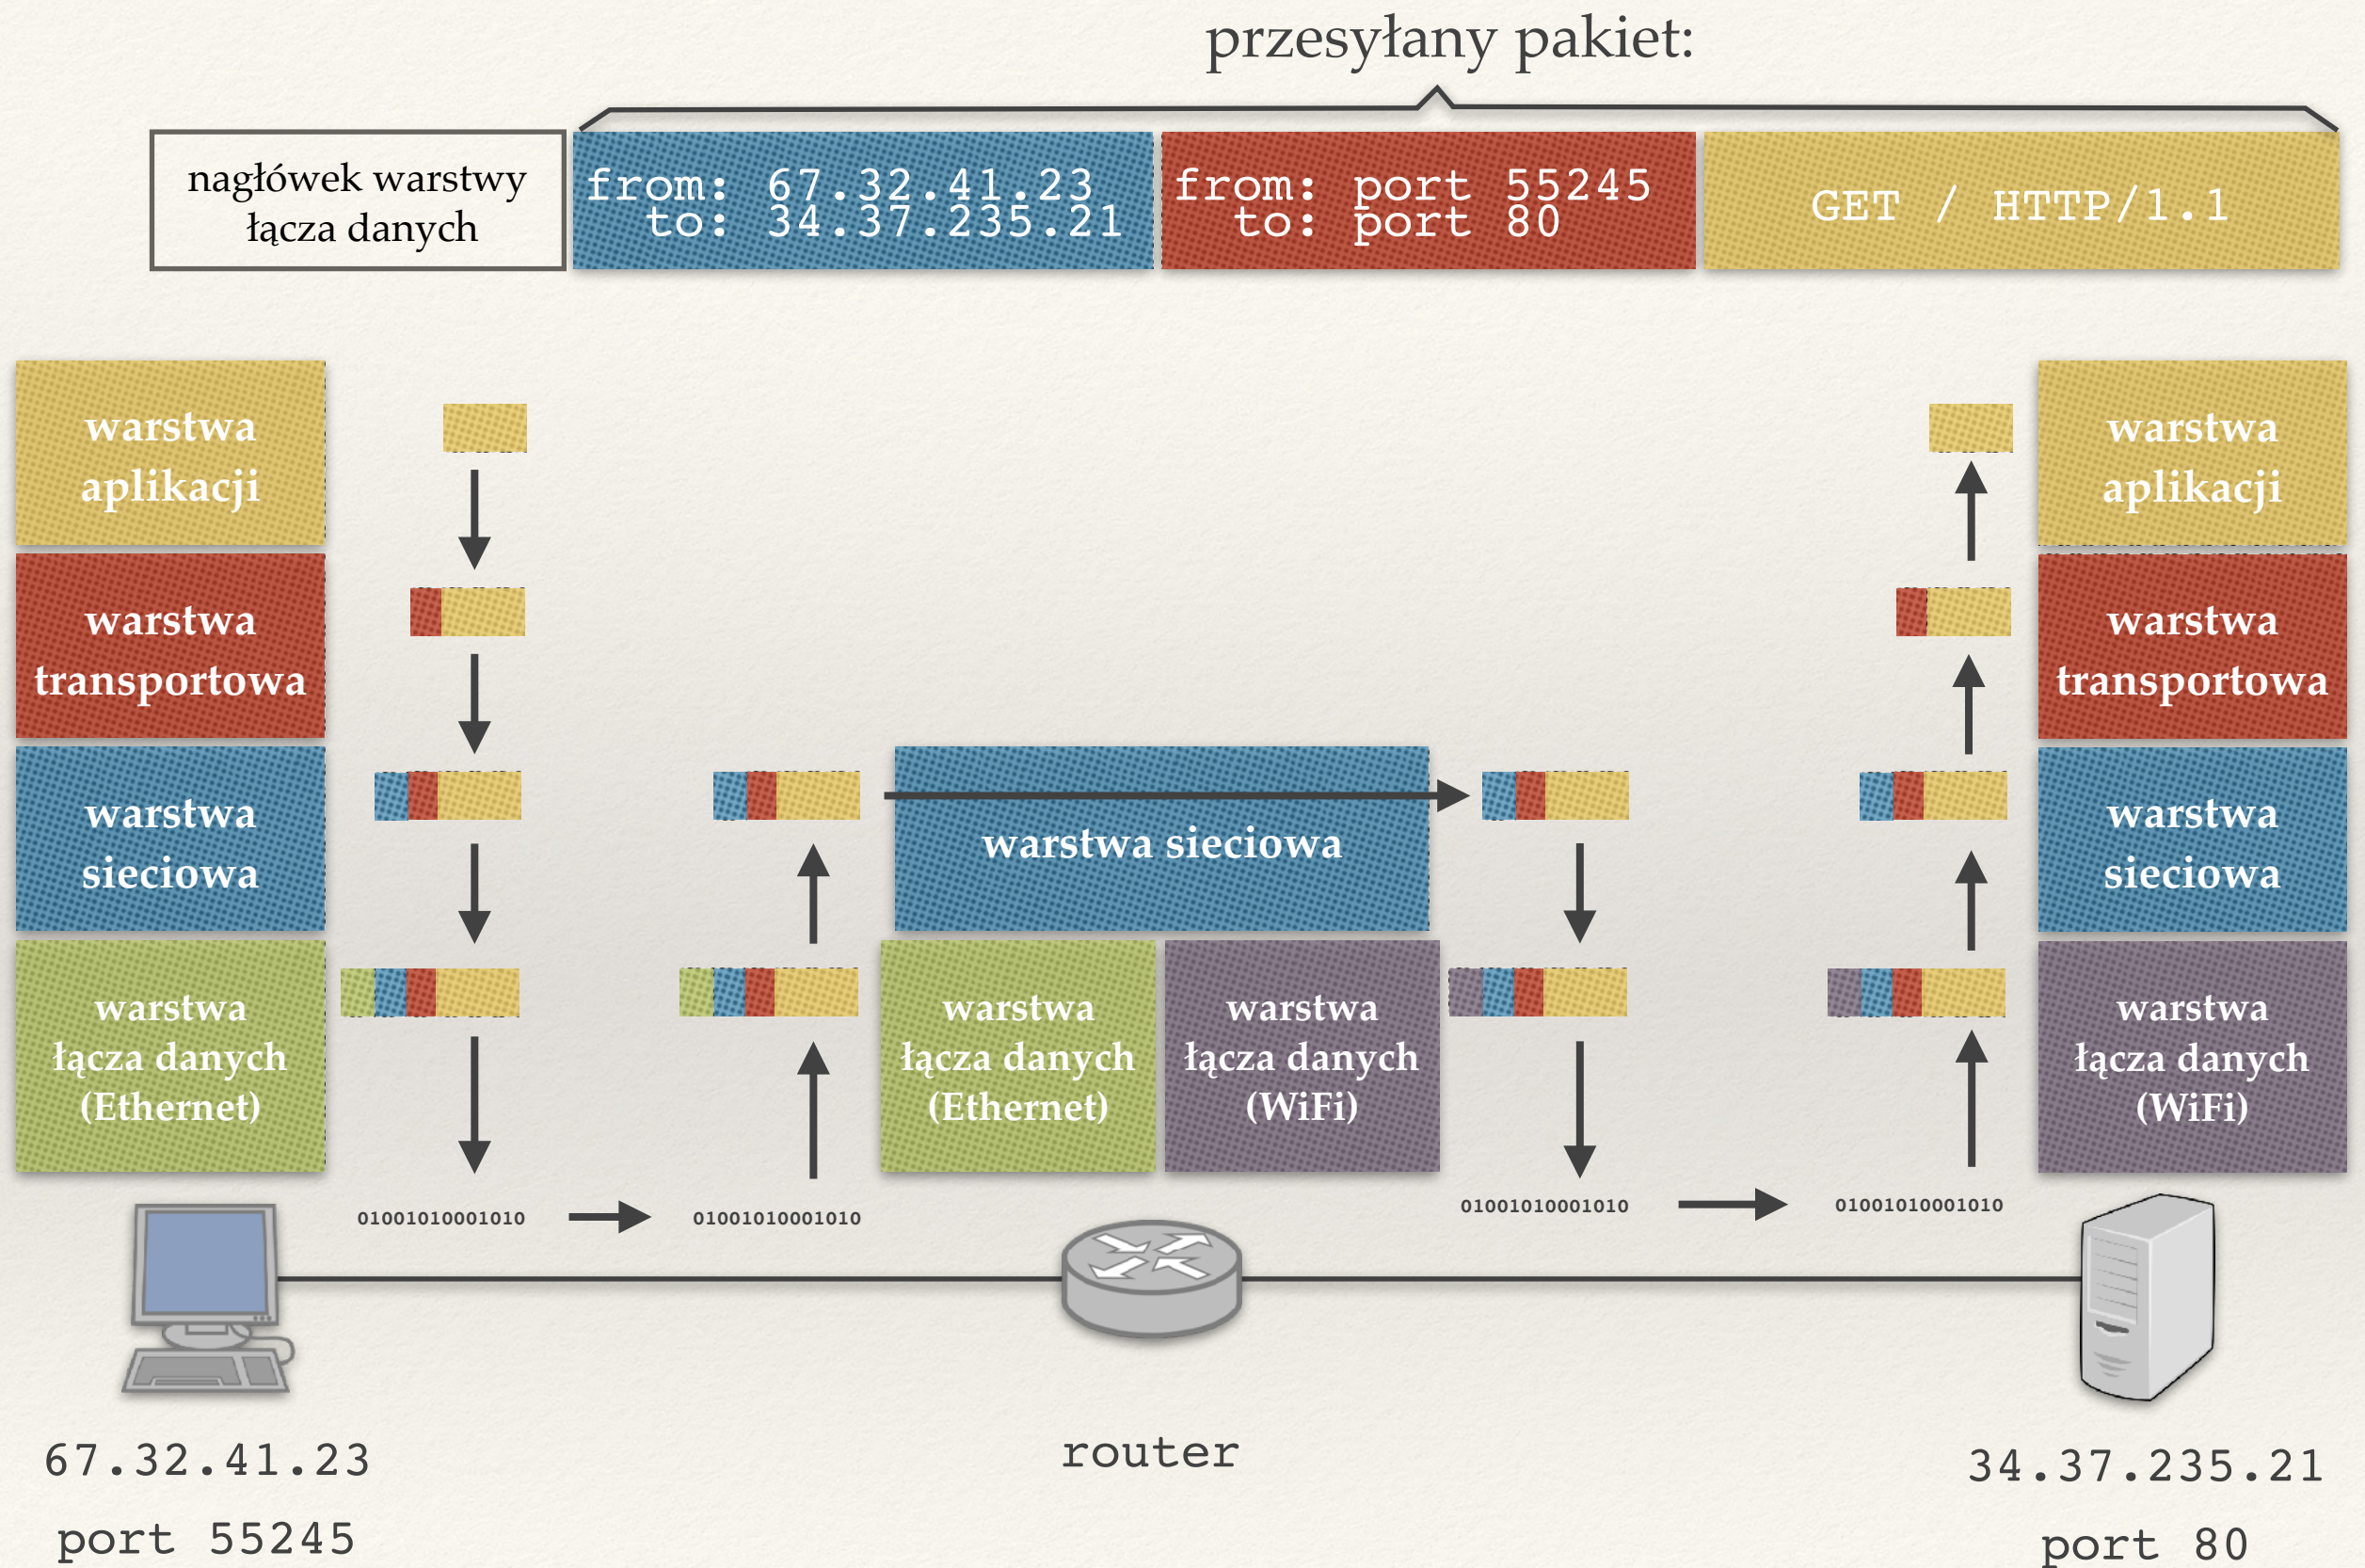 przesyłany pakiet:
nagłówek warstwy
łącza danych
from: 67.32.41.23
to: 34.37.235.21
from: port 55245
to: port 80
GET / HTTP/1.1
warstwa
aplikacji
warstwa
transportowa
warstwa
sieciowa
warstwa
łącza danych
(Ethernet)
warstwa sieciowa
warstwa
łącza danych
(Ethernet)
warstwa
łącza danych
(WiFi)
warstwa
aplikacji
warstwa
transportowa
warstwa
sieciowa
warstwa
łącza danych
(WiFi)
01001010001010
01001010001010
01001010001010
01001010001010
67.32.41.23
port 55245
router
34.37.235.21
port 80